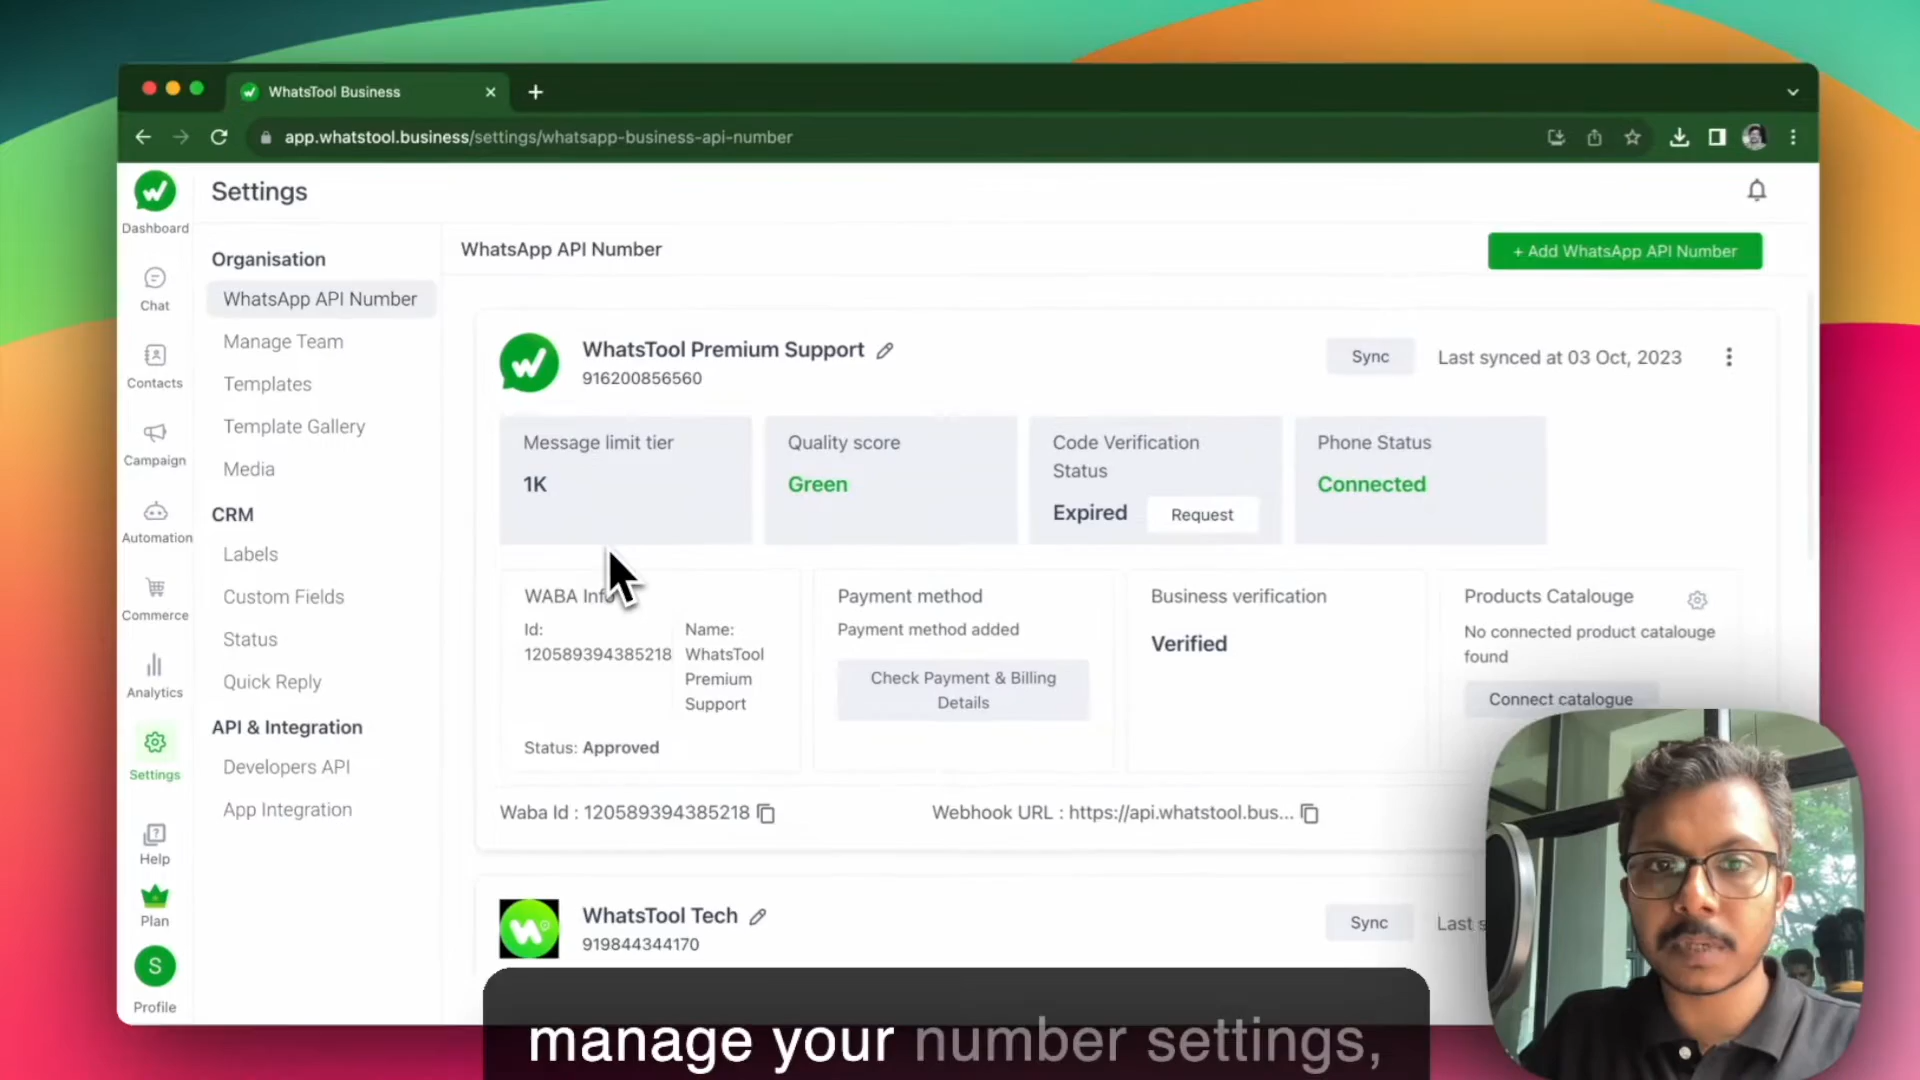 WhatsTool Business
app.whatstool.business/settings/whatsapp-business-api-number
Dashboard
Chat
Contacts
Campaign
Automation
Commerce
Analytics
Settings
Help
Plan
S
Profile
Settings
Organisation
WhatsApp API Number
Manage Team
Templates
Template Gallery
Media
CRM
Labels
Custom Fields
Status
Quick Reply
API & Integration
Developers API
App Integration
WhatsApp API Number
+ Add WhatsApp API Number
WhatsTool Premium Support
916200856560
Sync
Last synced at 03 Oct, 2023
Message limit tier
1K
Quality score
Green
Code Verification
Status
Expired
Request
Phone Status
Connected
WABA Info
Id:
120589394385218
Name:
WhatsTool
Premium
Support
Status: Approved
Payment method
Payment method added
Check Payment & Billing
Details
Business verification
Verified
Products Catalouge
No connected product catalouge
found
Connect catalogue
Waba Id : 120589394385218
Webhook URL : https://api.whatstool.bus...
WhatsTool Tech
919844344170
Sync
Last s
manage your number settings,